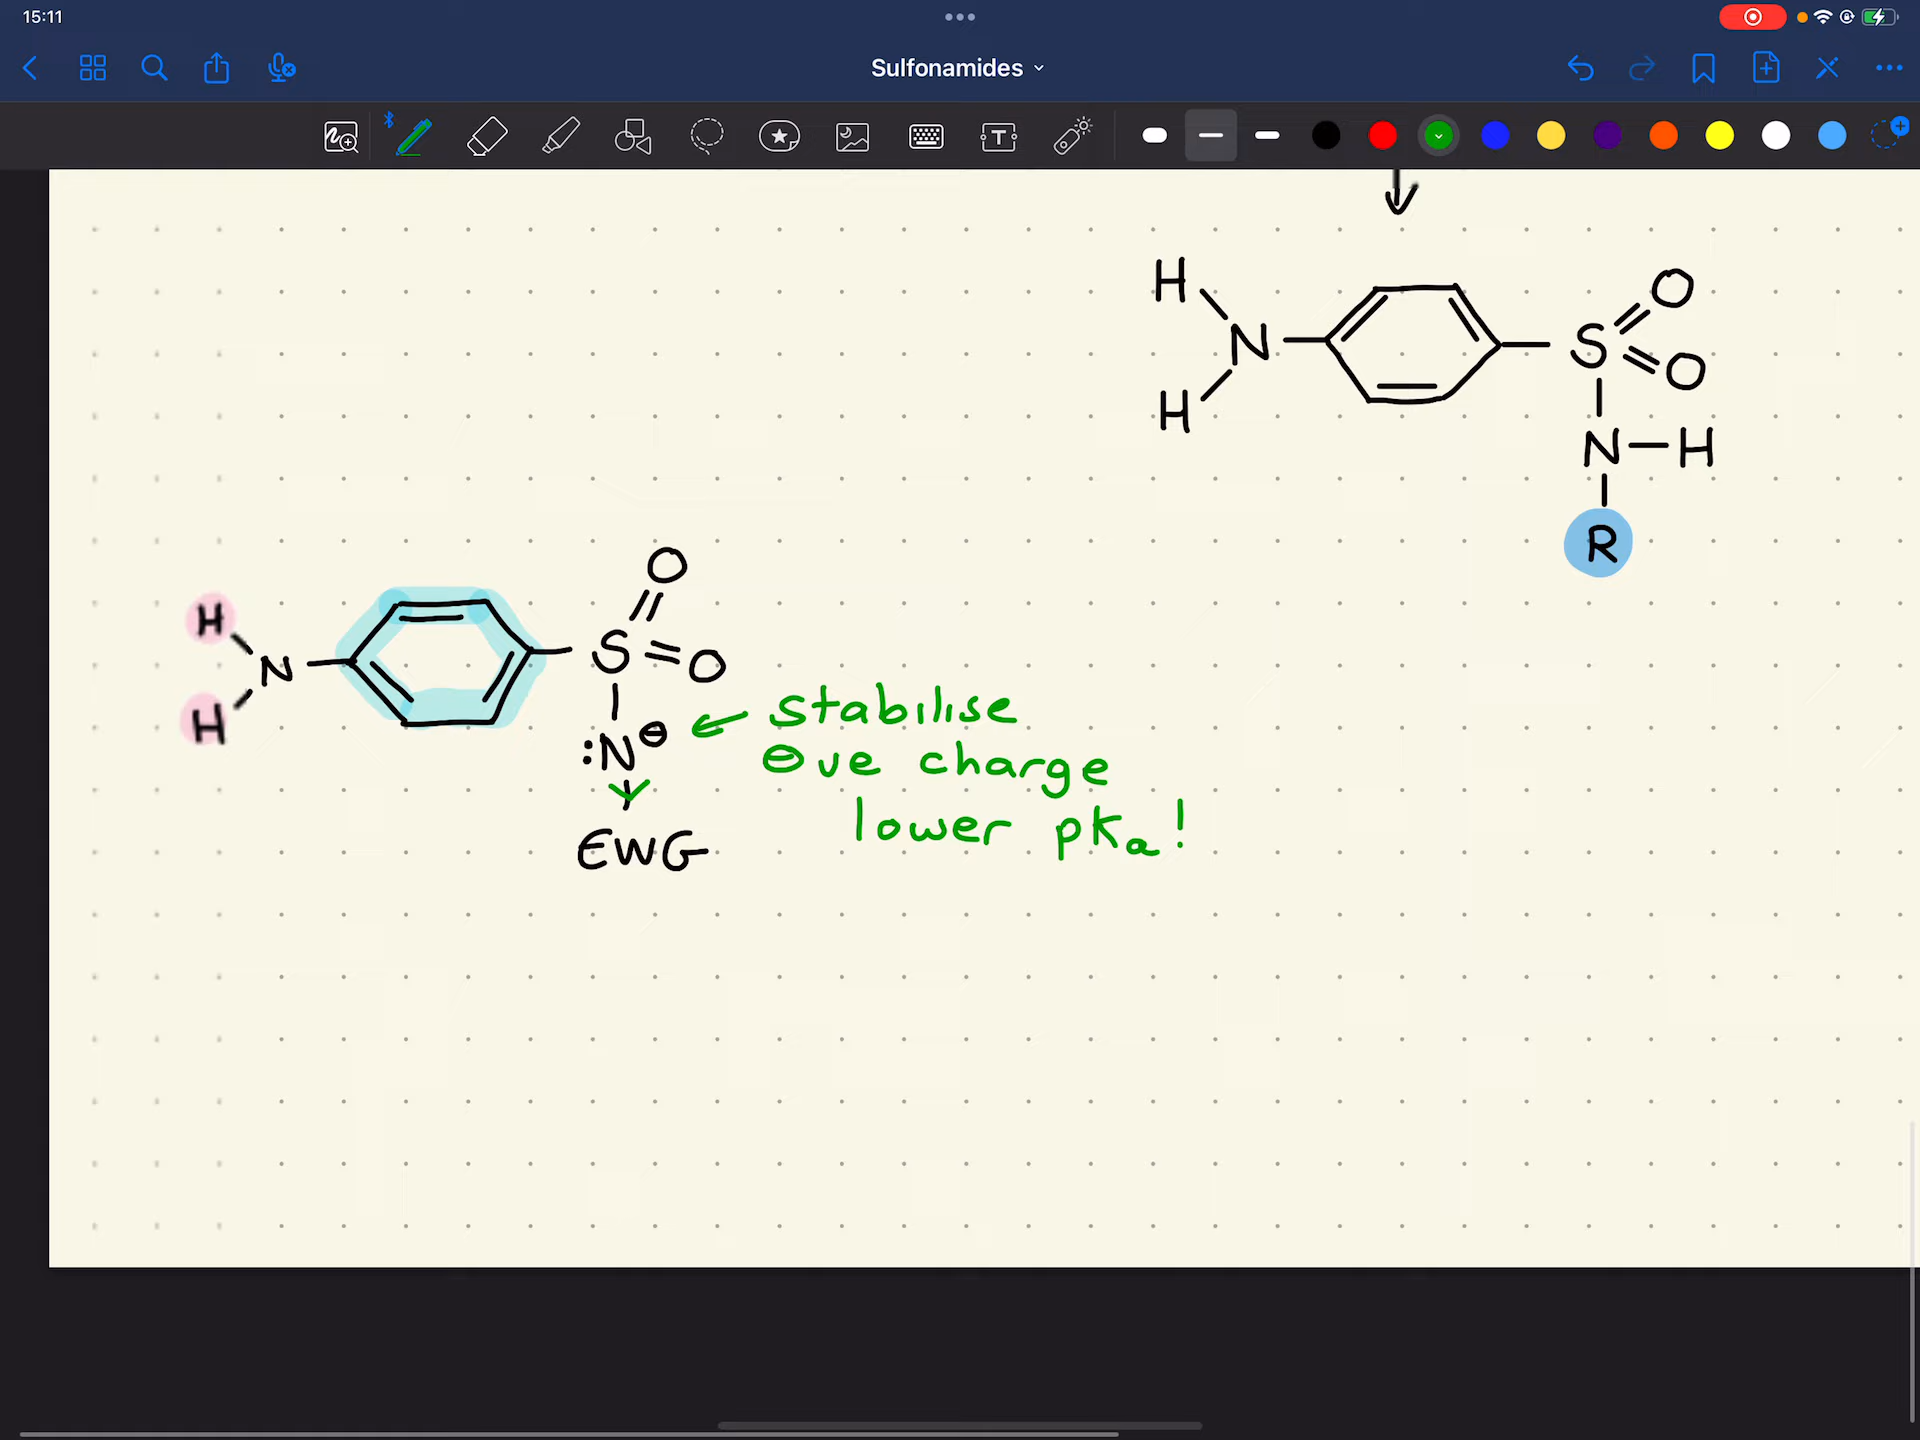 15:11
Sulfonamides
T
H
O
N
S
O
H
N-H
R
O
H
N
S
O
H
stabilise
:N⊖
⊖ve charge
lower pKa!
EWG